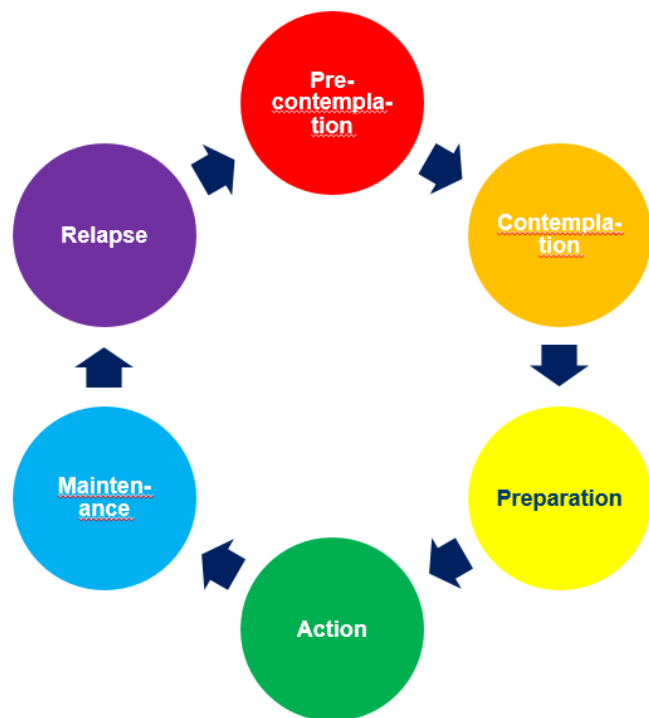 Pre-
contempla-
tion
Contempla-
tion
Preparation
Action
Mainten-
ance
Relapse